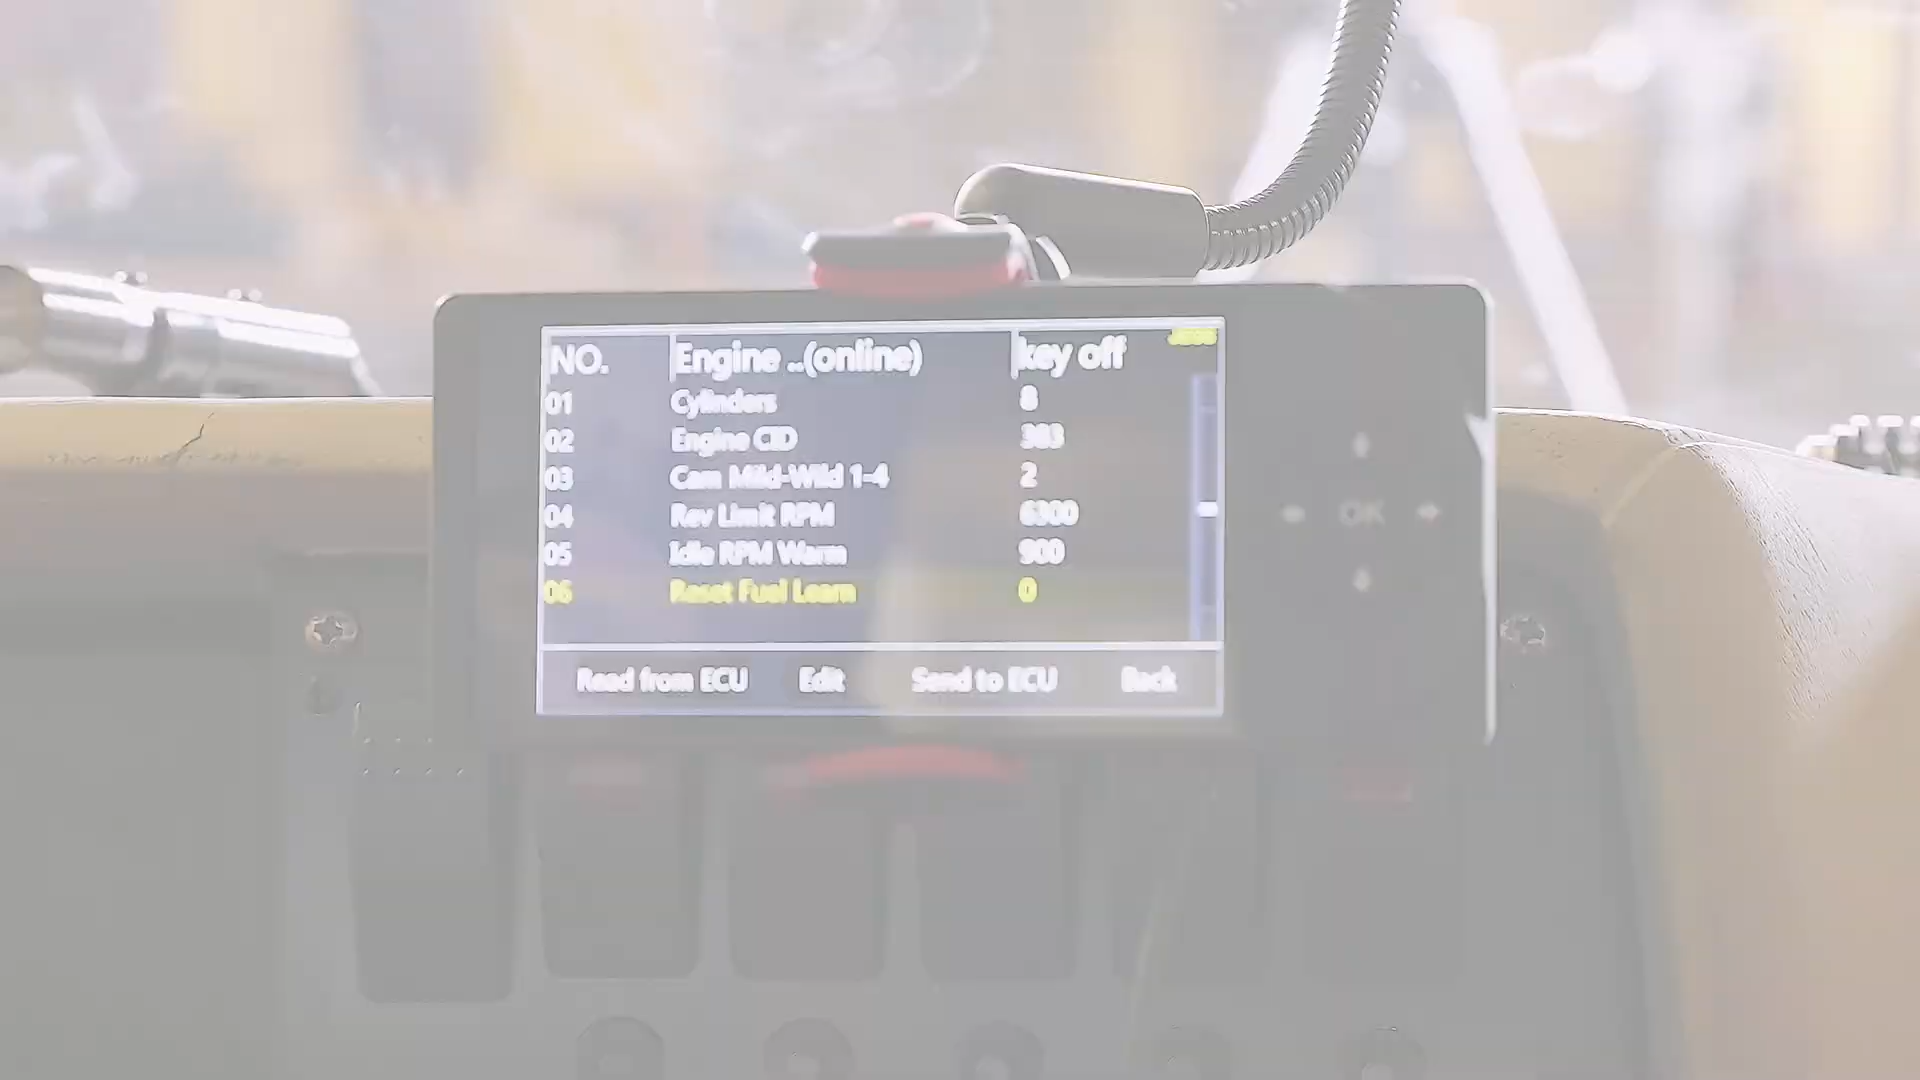 NO. Engine ..(online) key off
01 Cylinders 8
02 Engine CID 383
03 Cam Mild-Wild 1-4 2
04 Rev Limit RPM 6300
05 Idle RPM Warm 900
06 Reset Fuel Learn 0
Read from ECU Edit Send to ECU Back
OK